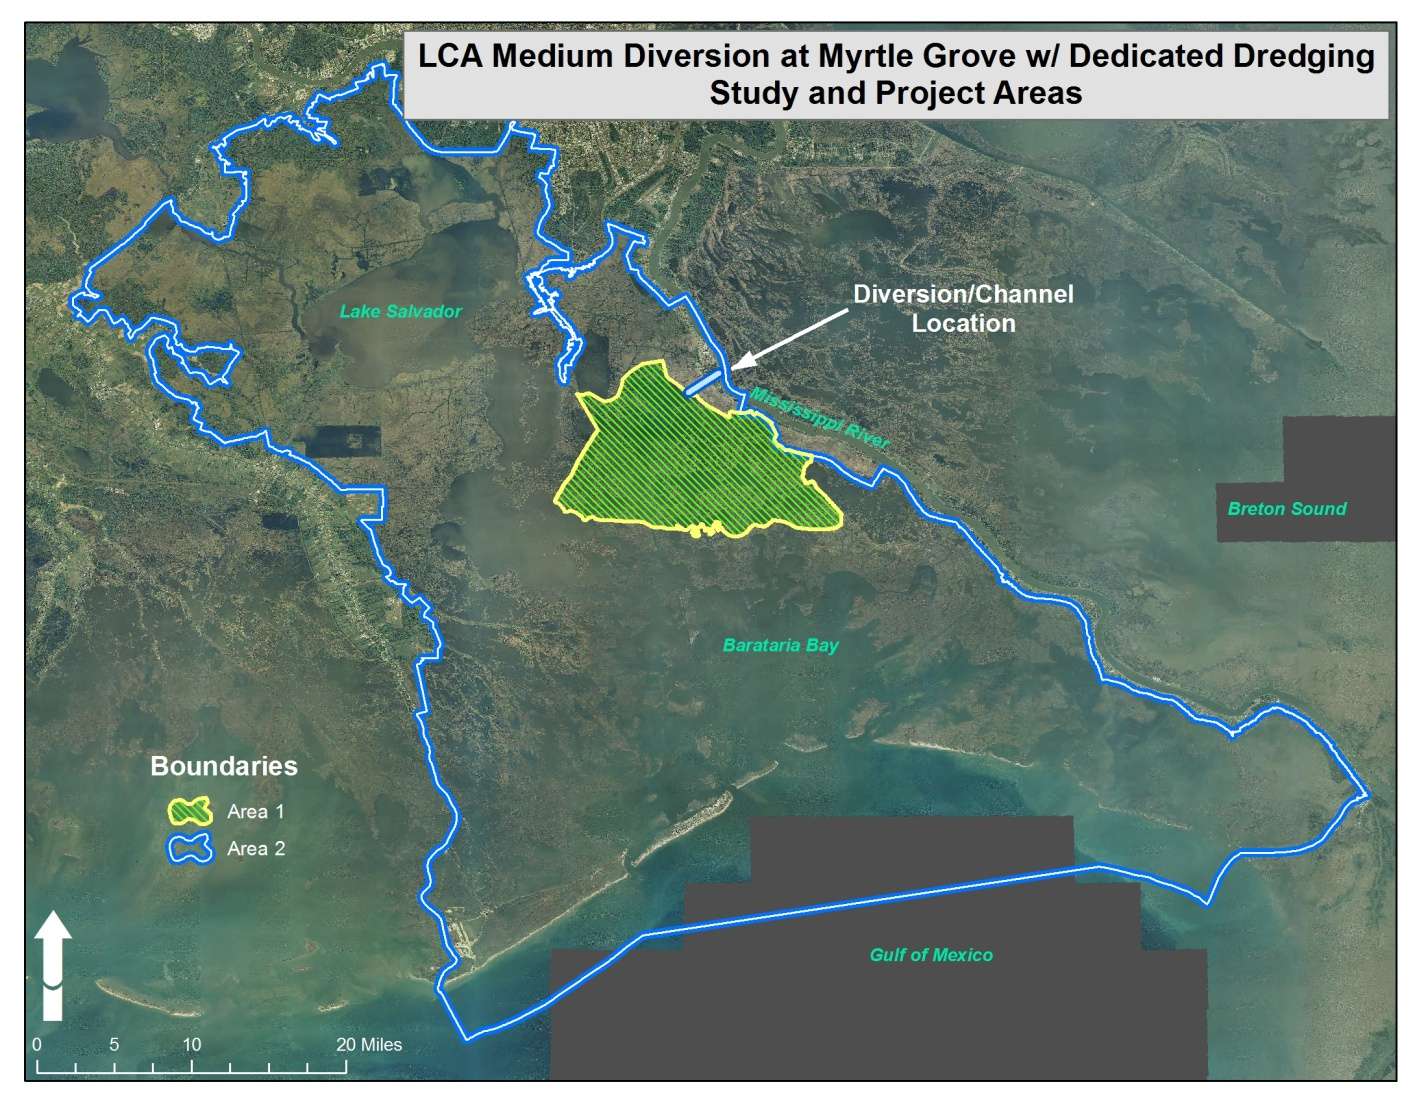 LCA Medium Diversion at Myrtle Grove w/ Dedicated Dredging
Study and Project Areas
Lake Salvador
Diversion/Channel
Location
Mississippi River
Breton Sound
Barataria Bay
Boundaries
Area 1
Area 2
Gulf of Mexico
0 5 10 20 Miles